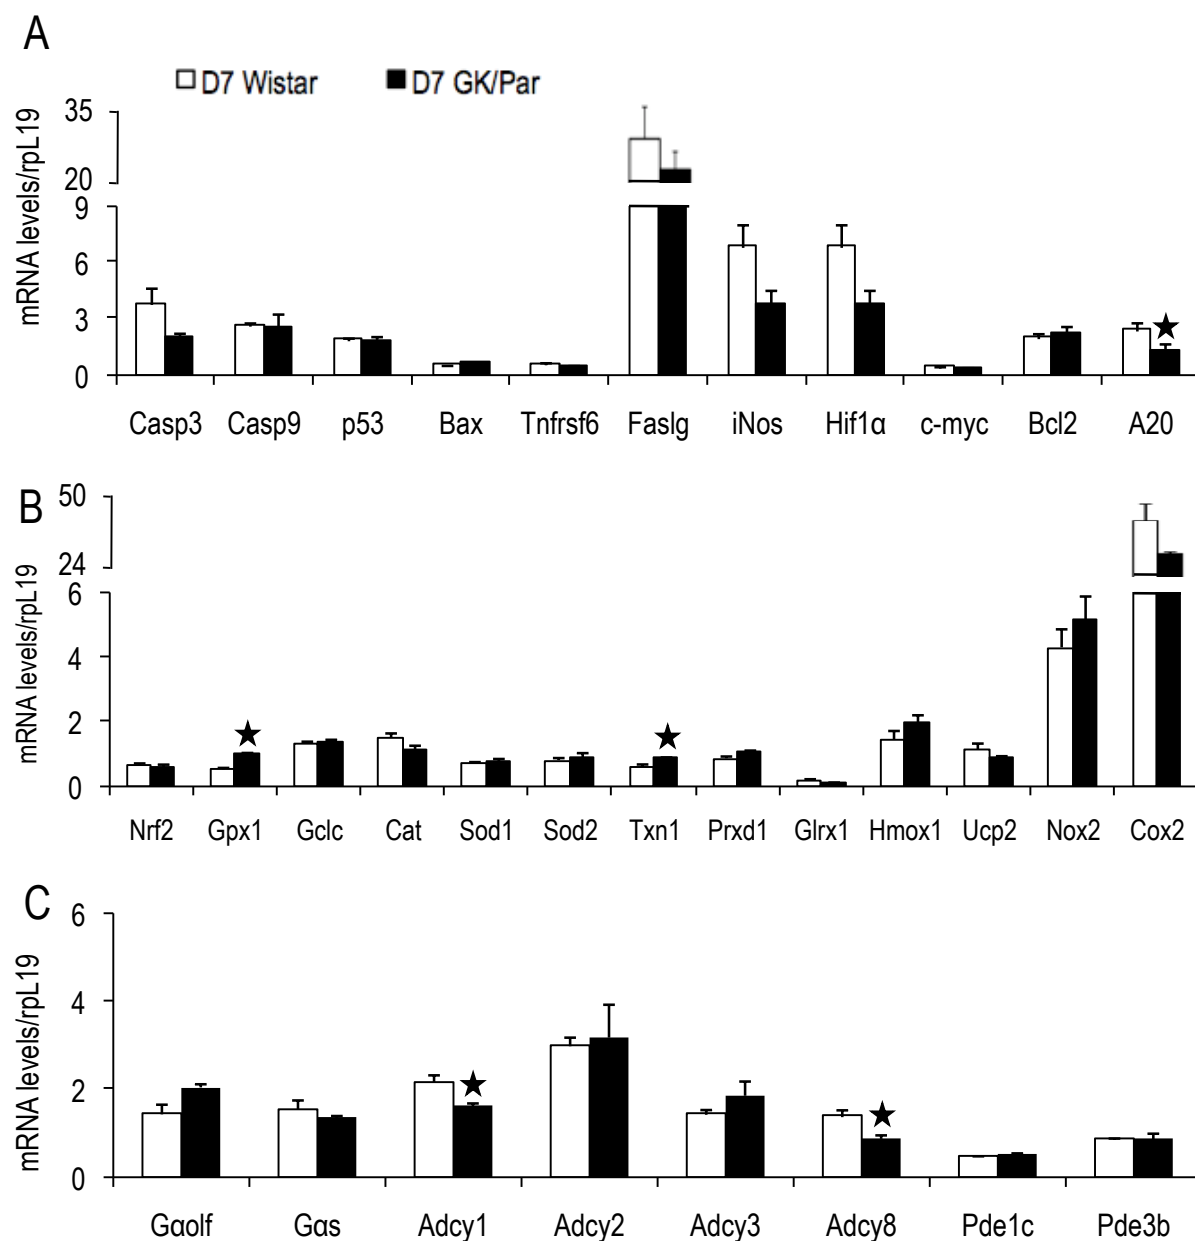 A
D7 Wistar D7 GK/Par
mRNA levels/rpL19
35
20
9
6
3
0
Casp3 Casp9 p53 Bax Tnfrsf6 Faslg iNos Hif1α c-myc Bcl2 A20
B
mRNA levels/rpL19
50
24
6
4
2
0
Nrf2 Gpx1 Gclc Cat Sod1 Sod2 Txn1 Prxd1 Glrx1 Hmox1 Ucp2 Nox2 Cox2
C
mRNA levels/rpL19
6
4
2
0
Gαolf Gαs Adcy1 Adcy2 Adcy3 Adcy8 Pde1c Pde3b